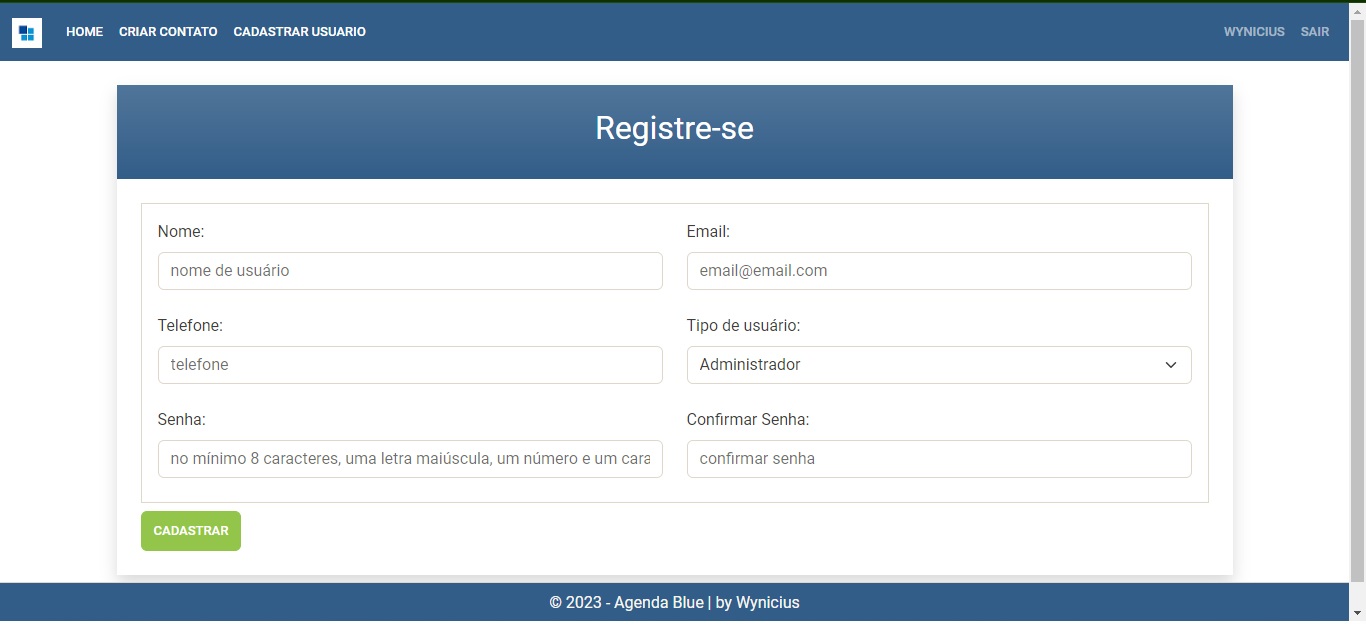 HOME CRIAR CONTATO CADASTRAR USUARIO WYNICIUS SAIR
Registre-se
Nome: Email:
nome de usuário email@email.com
Telefone: Tipo de usuário:
telefone Administrador
Senha: Confirmar Senha:
no mínimo 8 caracteres, uma letra maiúscula, um número e um cara confirmar senha
CADASTRAR
© 2023 - Agenda Blue | by Wynicius